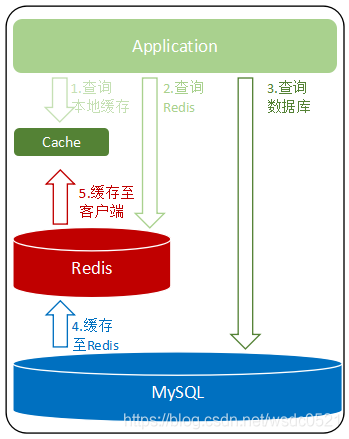 Application
1.查询
本地缓存
2.查询
Redis
3.查询
数据库
Cache
5.缓存至
客户端
Redis
4.缓存
至Redis
MySQL
https://blog.csdn.net/wsdc0521